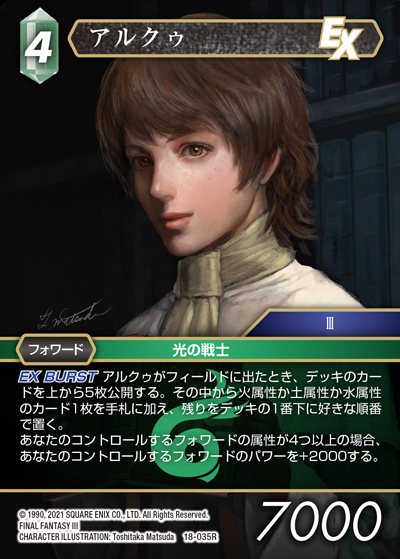 4
アルクゥ
EX
T. Matsuda
III
フォワード
光の戦士
EX BURST アルクゥがフィールドに出たとき、デッキのカー
ドを上から5枚公開する。その中から火属性か土属性か水属性
のカード1枚を手札に加え、残りをデッキの1番下に好きな順番
で置く。
あなたのコントロールするフォワードの属性が4つ以上の場合、
あなたのコントロールするフォワードのパワーを+2000する。
© 1990, 2021 SQUARE ENIX CO., LTD. All Rights Reserved.
FINAL FANTASY III
CHARACTER ILLUSTRATION: Toshitaka Matsuda
18-035R
7000